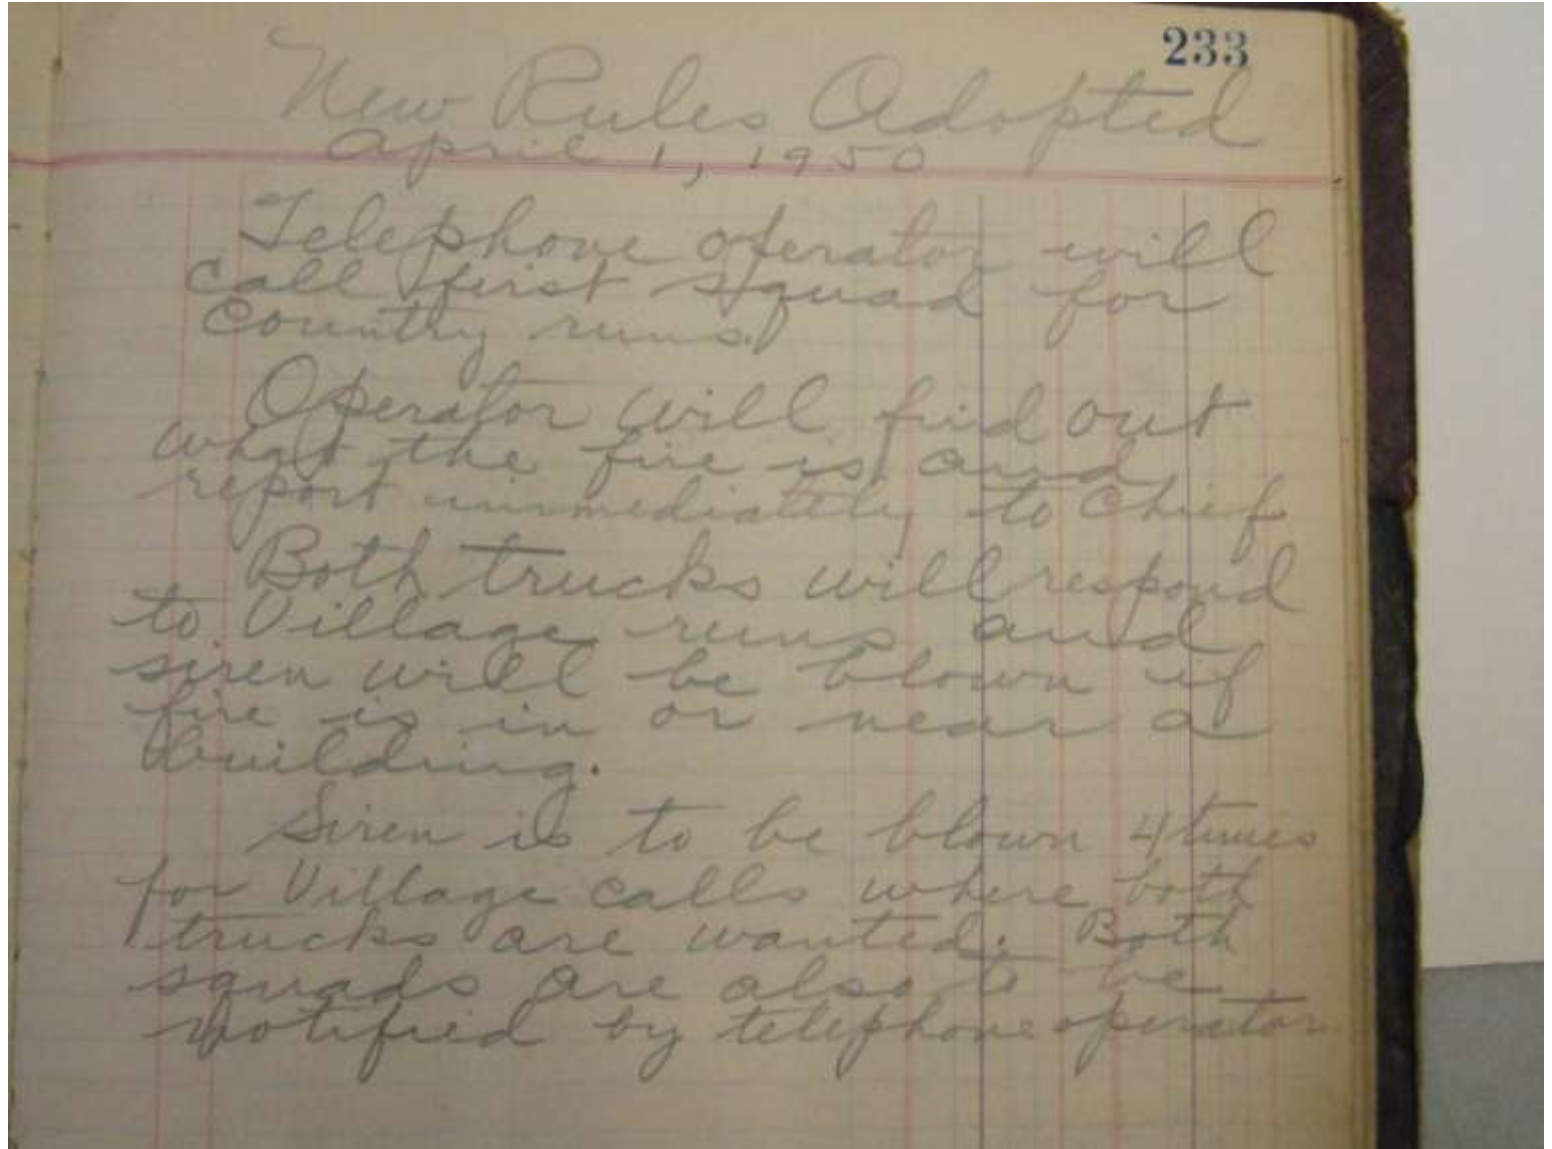 233
New Rules Adopted
April 1, 1950
Telephone operator will
call first squad for
Country runs.
Operator will find out
what the fire is and
report immediately to Chief
Both trucks will respond
to Village runs and
siren will be blown if
fire is in or near a
building.
Siren is to be blown 4 times
for Village calls where both
trucks are wanted. Both
squads are also to be
notified by telephone operator